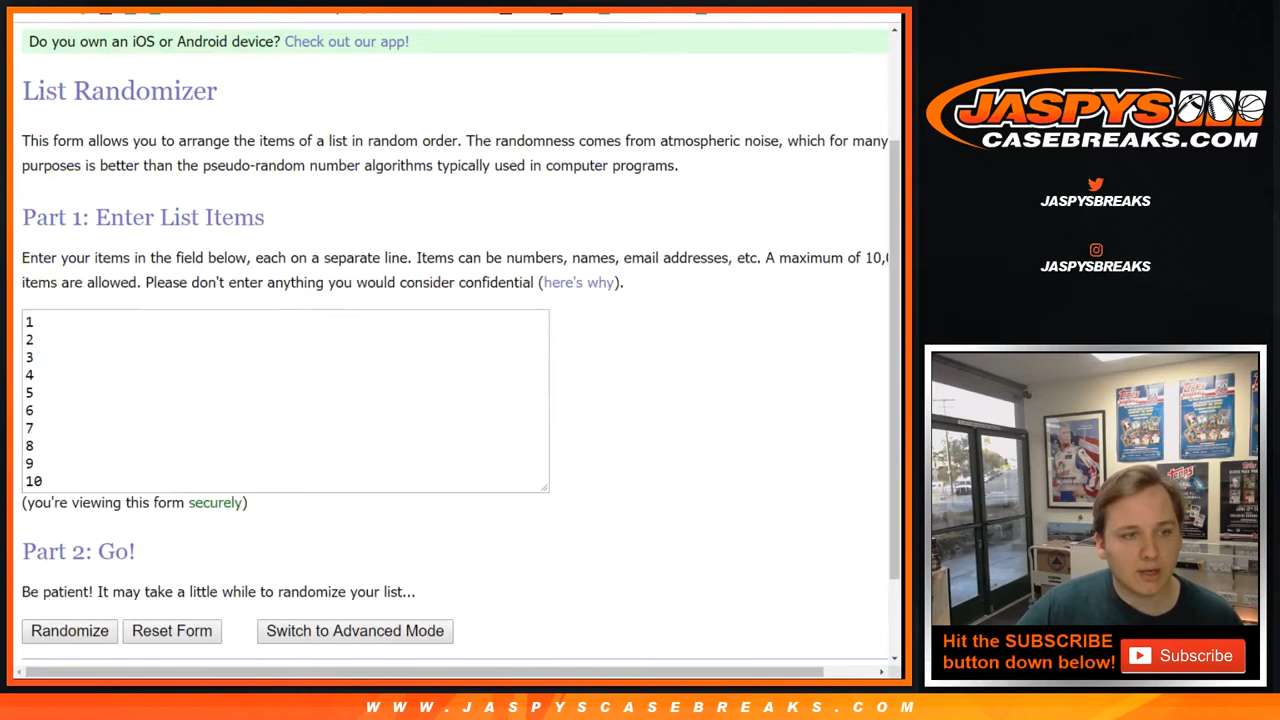 Do you own an iOS or Android device? Check out our app!
List Randomizer
This form allows you to arrange the items of a list in random order. The randomness comes from atmospheric noise, which for many
purposes is better than the pseudo-random number algorithms typically used in computer programs.
Part 1: Enter List Items
Enter your items in the field below, each on a separate line. Items can be numbers, names, email addresses, etc. A maximum of 10,
items are allowed. Please don't enter anything you would consider confidential (here's why).
1
2
3
4
5
6
7
8
9
10
(you're viewing this form securely)
Part 2: Go!
Be patient! It may take a little while to randomize your list...
Randomize Reset Form Switch to Advanced Mode
JASPYS
CASEBREAKS.COM
JASPYSBREAKS
JASPYSBREAKS
Topps
Topps
Topps
Hit the SUBSCRIBE
button down below!
Subscribe
WWW.JASPYSCASEBREAKS.COM